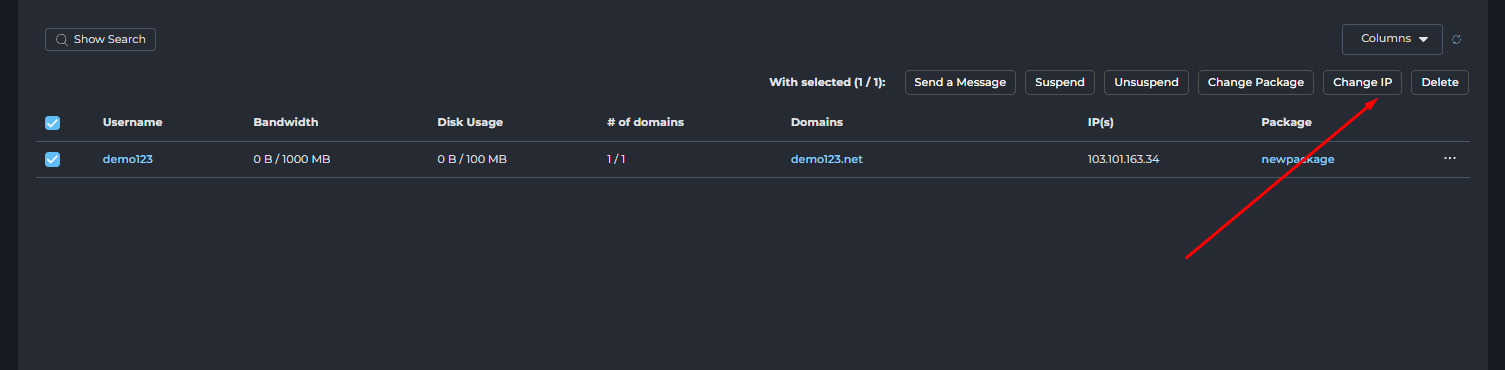 Show Search
Columns
With selected (1 / 1): Send a Message Suspend Unsuspend Change Package Change IP Delete
Username Bandwidth Disk Usage # of domains Domains IP(s) Package
demo123 0 B / 1000 MB 0 B / 100 MB 1 / 1 demo123.net 103.101.163.34 newpackage ...